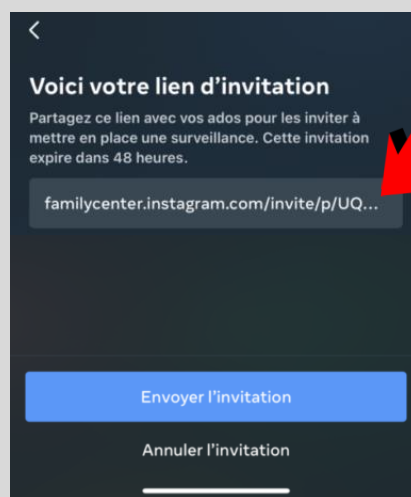 Voici votre lien d’invitation
Partagez ce lien avec vos ados pour les inviter à
mettre en place une surveillance. Cette invitation
expire dans 48 heures.
familycenter.instagram.com/invite/p/UQ...
Envoyer l’invitation
Annuler l’invitation